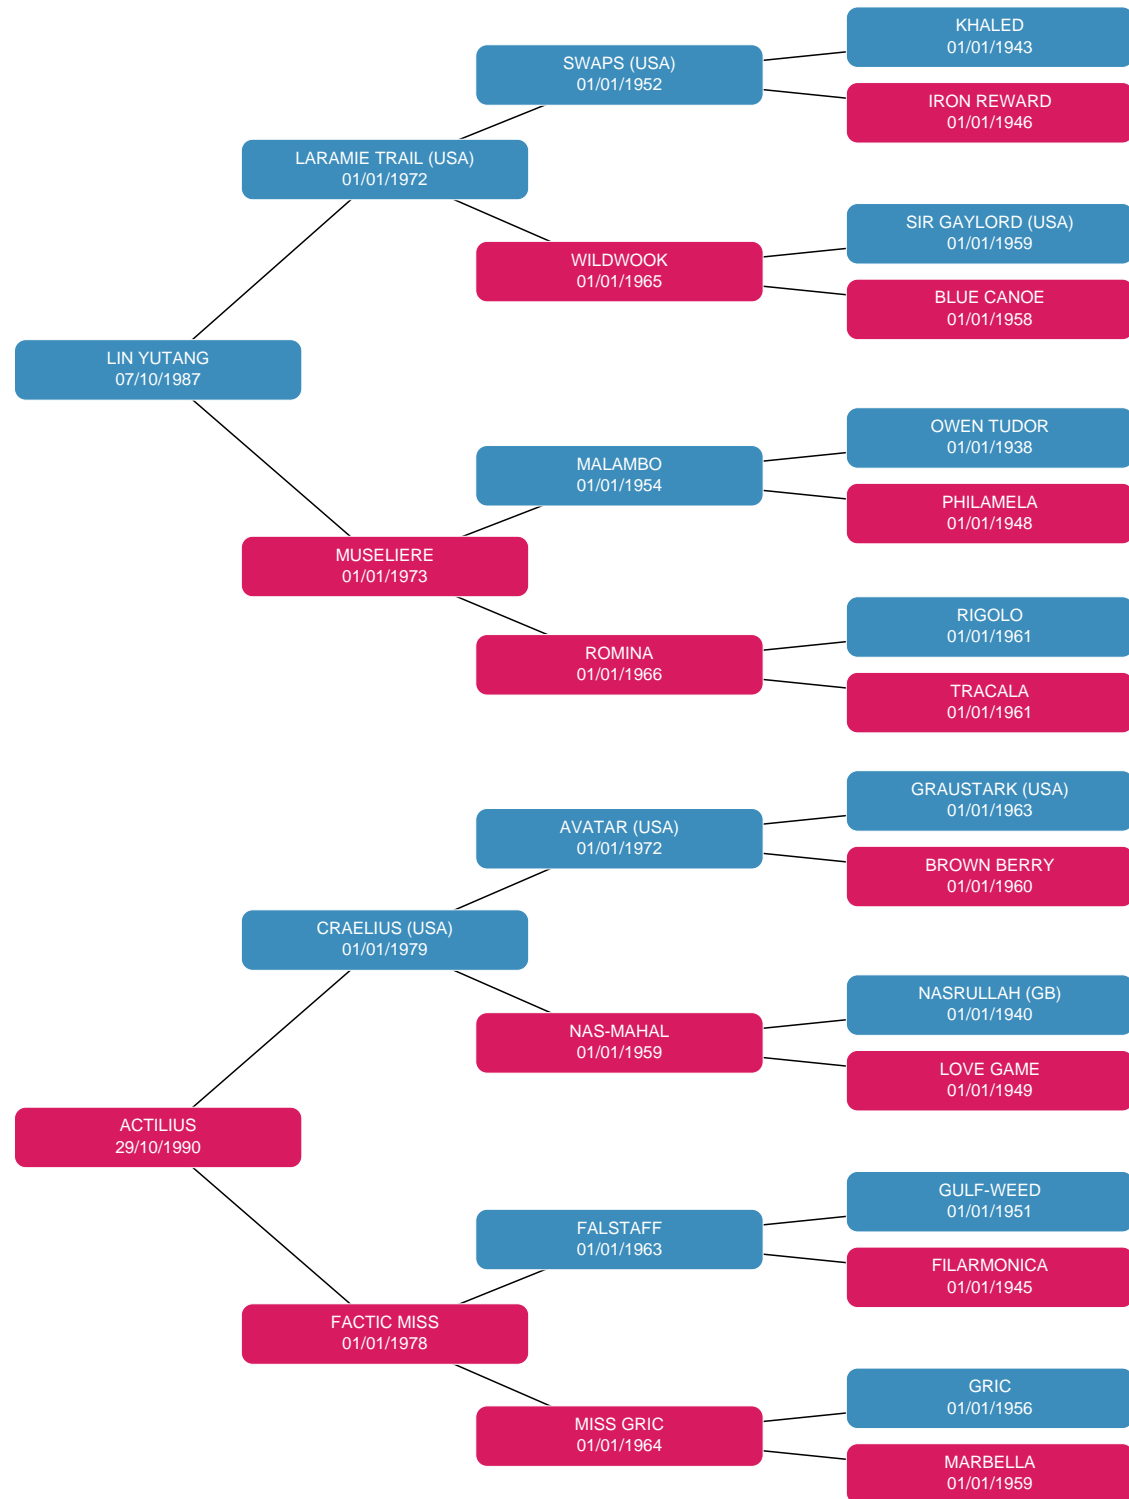 KHALED
01/01/1943
SWAPS (USA)
01/01/1952
IRON REWARD
01/01/1946
LARAMIE TRAIL (USA)
01/01/1972
SIR GAYLORD (USA)
01/01/1959
WILDWOOK
01/01/1965
BLUE CANOE
01/01/1958
LIN YUTANG
07/10/1987
OWEN TUDOR
01/01/1938
MALAMBO
01/01/1954
PHILAMELA
01/01/1948
MUSELIERE
01/01/1973
RIGOLO
01/01/1961
ROMINA
01/01/1966
TRACALA
01/01/1961
GRAUSTARK (USA)
01/01/1963
AVATAR (USA)
01/01/1972
BROWN BERRY
01/01/1960
CRAELIUS (USA)
01/01/1979
NASRULLAH (GB)
01/01/1940
NAS-MAHAL
01/01/1959
LOVE GAME
01/01/1949
ACTILIUS
29/10/1990
GULF-WEED
01/01/1951
FALSTAFF
01/01/1963
FILARMONICA
01/01/1945
FACTIC MISS
01/01/1978
GRIC
01/01/1956
MISS GRIC
01/01/1964
MARBELLA
01/01/1959